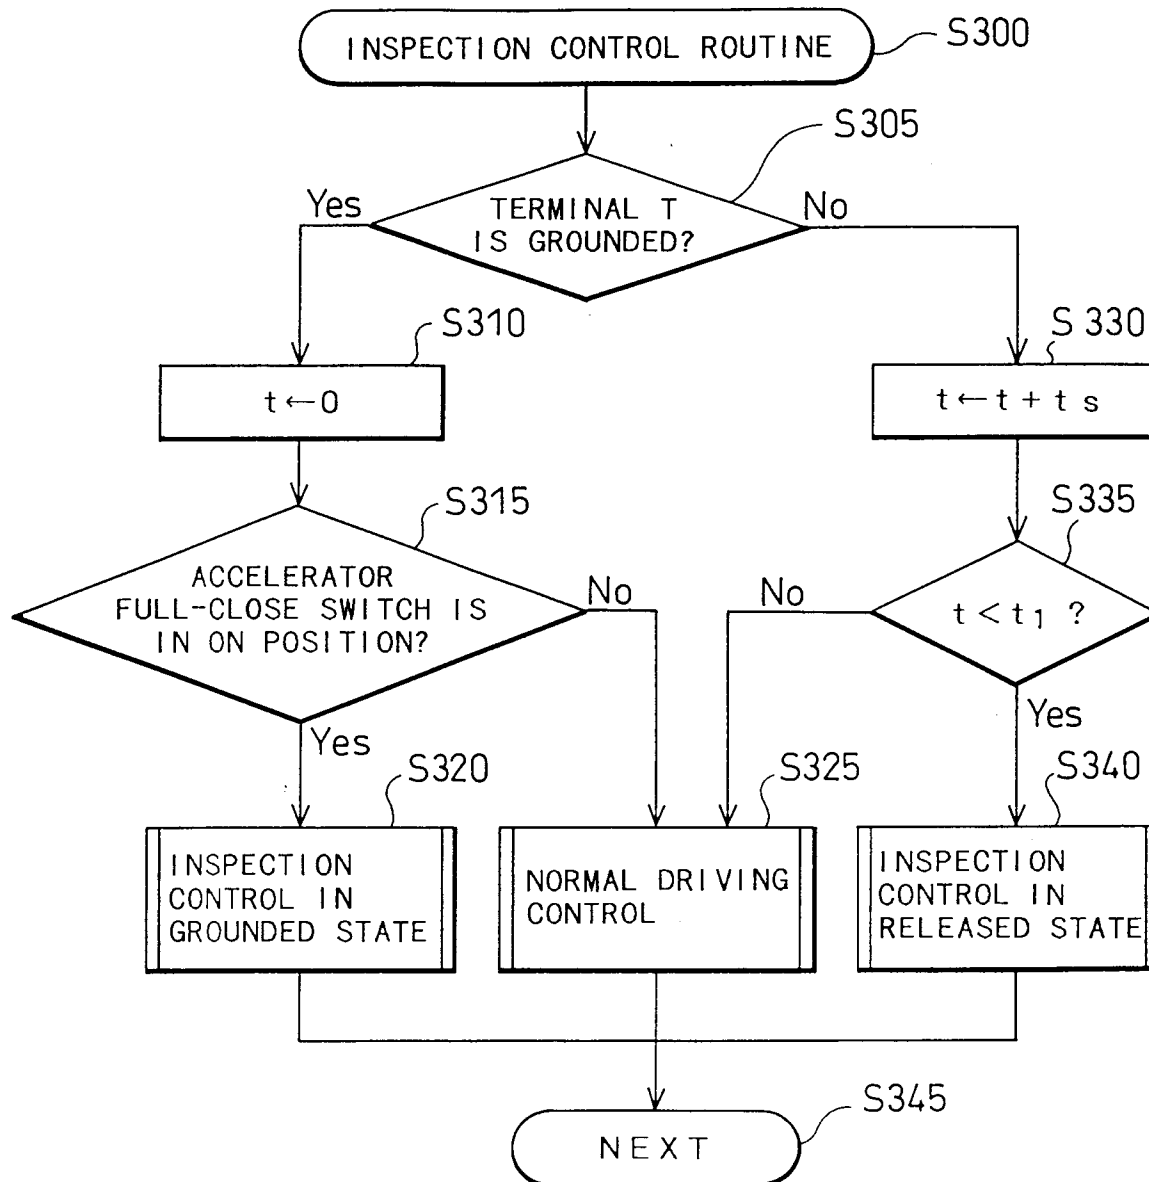 INSPECTION CONTROL ROUTINE
S300
S305
TERMINAL T
IS GROUNDED?
Yes
No
S310
t←0
S330
t←t+ts
S315
ACCELERATOR
FULL-CLOSE SWITCH IS
IN ON POSITION?
No
Yes
S335
t<t1 ?
No
Yes
S320
INSPECTION
CONTROL IN
GROUNDED STATE
S325
NORMAL DRIVING
CONTROL
S340
INSPECTION
CONTROL IN
RELEASED STATE
S345
NEXT